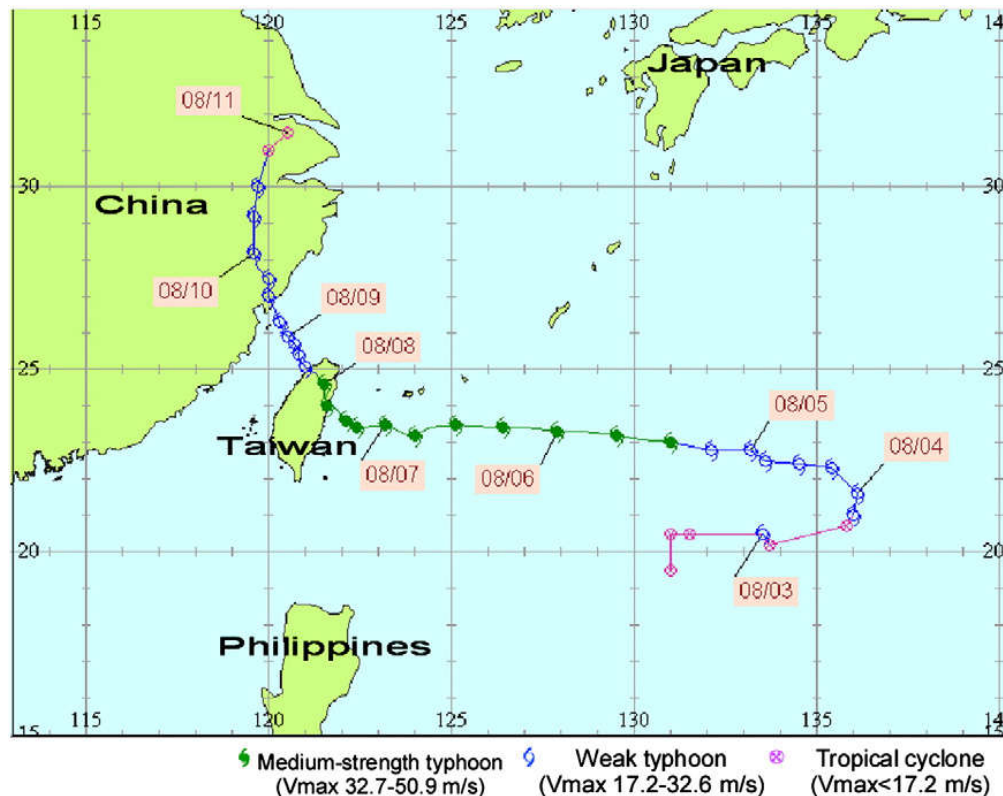 115
120
125
130
135
14
Japan
08/11
30
30
China
08/10
08/09
08/08
25
25
Taiwan
08/07
08/06
08/05
08/04
20
20
08/03
Philippines
15
15
115
120
125
130
135
14
Medium-strength typhoon
(Vmax 32.7-50.9 m/s)
Weak typhoon
(Vmax 17.2-32.6 m/s)
Tropical cyclone
(Vmax<17.2 m/s)